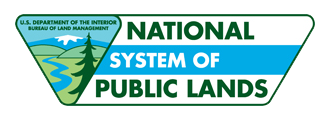 U.S. DEPARTMENT OF THE INTERIOR
BUREAU OF LAND MANAGEMENT
NATIONAL
SYSTEM OF
PUBLIC LANDS